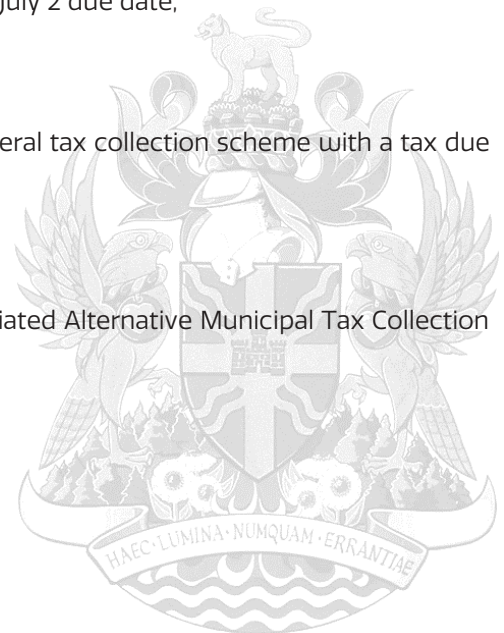 July 2 due date;
eral tax collection scheme with a tax due
iated Alternative Municipal Tax Collection
HAEC·LUMINA·NUMQUAM·ERRANTIAE